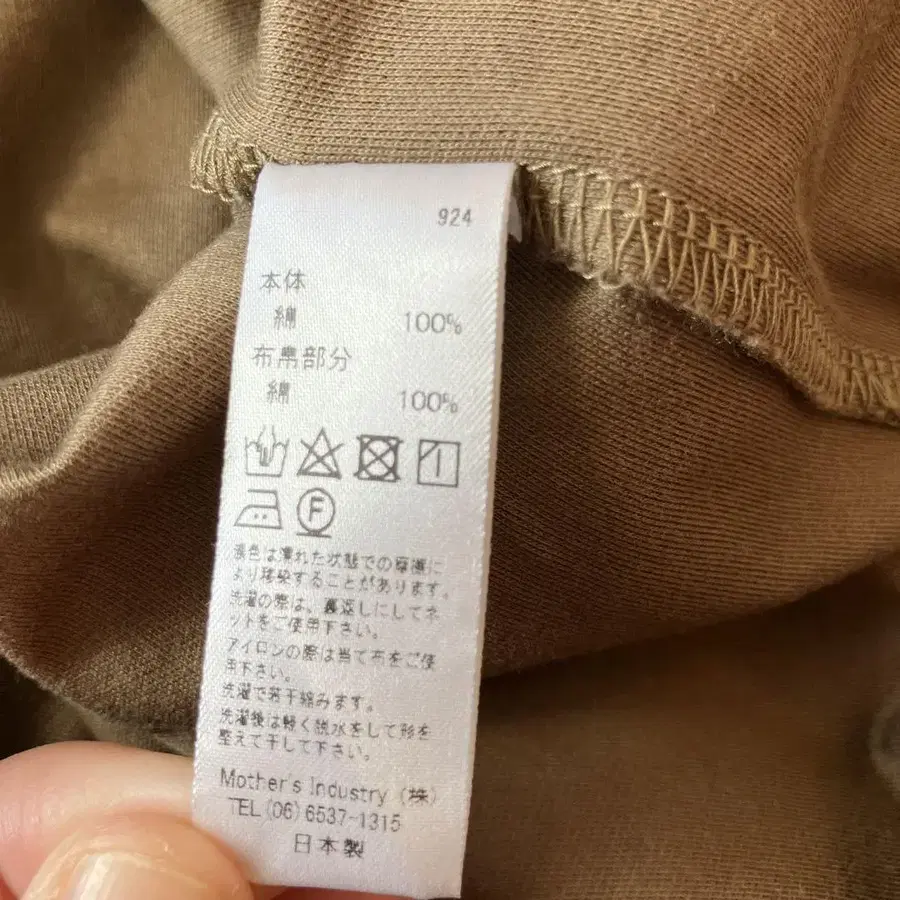 924
本体
綿 100%
布帛部分
綿 100%
F
濃色は濡れた状態での摩擦に
より移染することがあります。
洗濯の際は、裏返しにしてネ
ットをご使用下さい。
アイロンの際は当て布をご使
用下さい。
洗濯で若干縮みます。
洗濯後は軽く脱水をして形を
整えて干して下さい。
Mother's Industry (株)
TEL(06)6537-1315
日本製